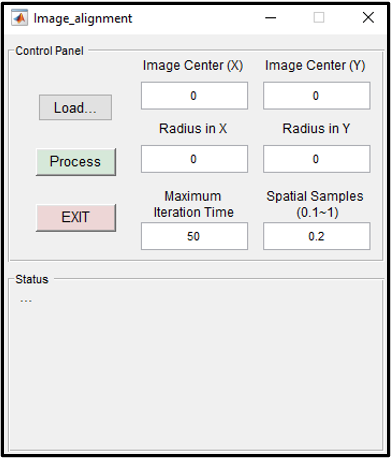 Image_alignment
Control Panel
Image Center (X) Image Center (Y)
Load...
0 0
Radius in X Radius in Y
Process
0 0
Maximum
Iteration Time
Spatial Samples
(0.1~1)
EXIT
50 0.2
Status
...